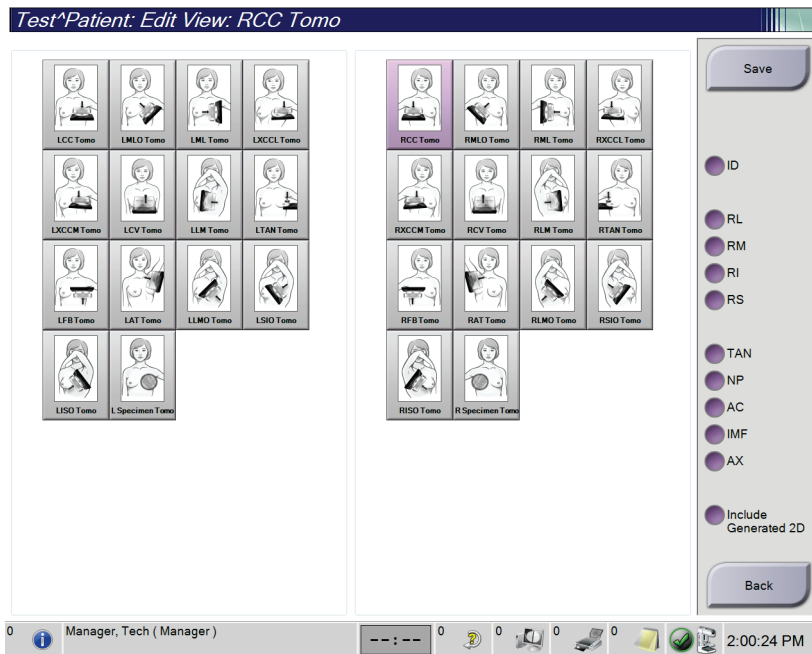 Test^Patient: Edit View: RCC Tomo
LCC Tomo
LMLO Tomo
LML Tomo
LXCCL Tomo
LXCCM Tomo
LCV Tomo
LLM Tomo
LTAN Tomo
LFB Tomo
LAT Tomo
LLMO Tomo
LSIO Tomo
LISO Tomo
L Specimen Tomo
RCC Tomo
RMLO Tomo
RML Tomo
RXCCL Tomo
RXCCM Tomo
RCV Tomo
RLM Tomo
RTAN Tomo
RFB Tomo
RAT Tomo
RLMO Tomo
RSIO Tomo
RISO Tomo
R Specimen Tomo
Save
ID
RL
RM
RI
RS
TAN
NP
AC
IMF
AX
Include
Generated 2D
Back
0
Manager, Tech ( Manager )
--:--
0
0
0
0
2:00:24 PM